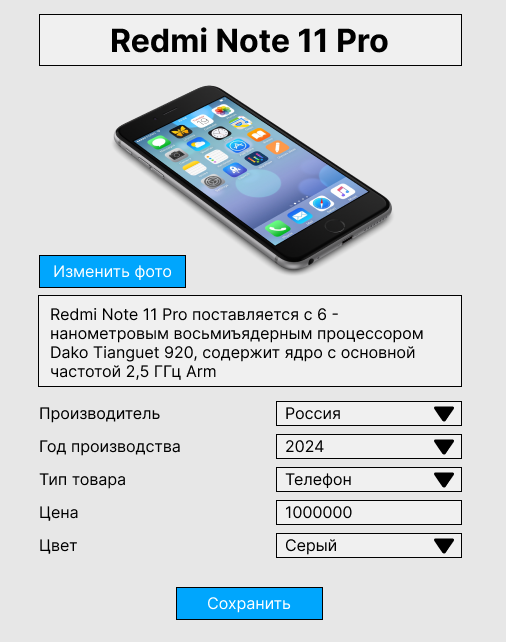 Redmi Note 11 Pro
Изменить фото
Redmi Note 11 Pro поставляется с 6 -
нанометровым восьмиъядерным процессором
Dako Tianguet 920, содержит ядро с основной
частотой 2,5 ГГц Arm
Производитель Россия
Год производства 2024
Тип товара Телефон
Цена 1000000
Цвет Серый
Сохранить